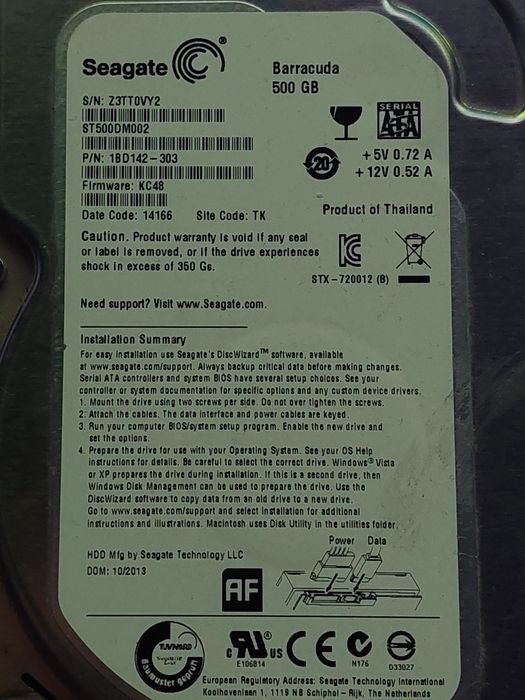 Seagate
Barracuda
500 GB
S/N: Z3TT0VY2
ST500DM002
P/N: 1BD142-303
Firmware: KC48
Date Code: 14166 Site Code: TK
SERIAL
ATA
20
+5V 0.72 A
+12V 0.52 A
Product of Thailand
Caution. Product warranty is void if any seal
or label is removed, or if the drive experiences
shock in excess of 350 Gs.
STX-720012 (B)
Need support? Visit www.Seagate.com.
Installation Summary
For easy installation use Seagate's DiscWizard™ software, available
at www.seagate.com/support. Always backup critical data before making changes.
Serial ATA controllers and system BIOS have several setup choices. See your
controller or system documentation for specific options and any custom device drivers.
1. Mount the drive using two screws per side. Do not over tighten the screws.
2. Attach the cables. The data interface and power cables are keyed.
3. Run your computer BIOS/system setup program. Enable the new drive and
set the options.
4. Prepare the drive for use with your Operating System. See your OS Help
instructions for details. Be careful to select the correct drive. Windows® Vista
or XP prepares the drive during installation. If this is a second drive, then
Windows Disk Management can be used to prepare the drive. Use the
DiscWizard software to copy data from an old drive to a new drive.
Go to www.seagate.com/support and select installation for additional
instructions and illustrations. Macintosh uses Disk Utility in the utilities folder.
Power Data
HDD Mfg by Seagate Technology LLC
DOM: 10/2013
AF
TUVNORD
Baumuster geprüft
c RU® us
E106814
CE
N176
D33027
European Regulatory Address: Seagate Technology International
Koolhovenlaan 1, 1119 NB Schiphol-Rijk, The Netherlands